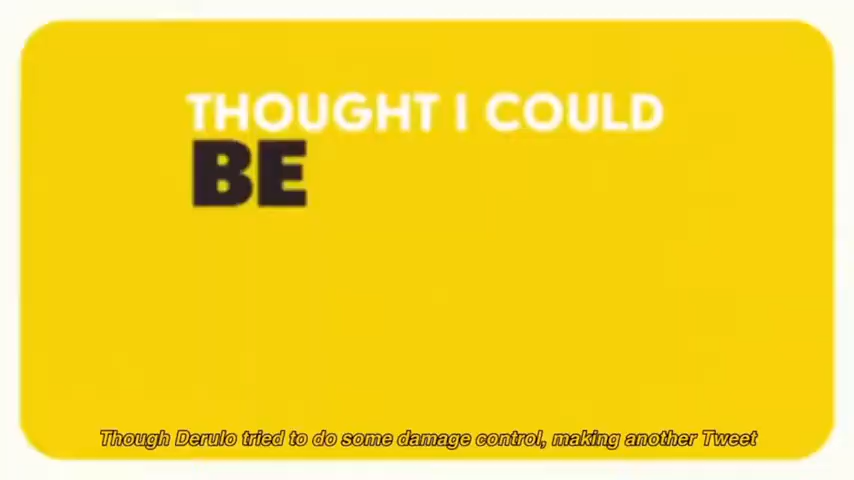 THOUGHT I COULD
BE
Though Derulo tried to do some damage control, making another Tweet